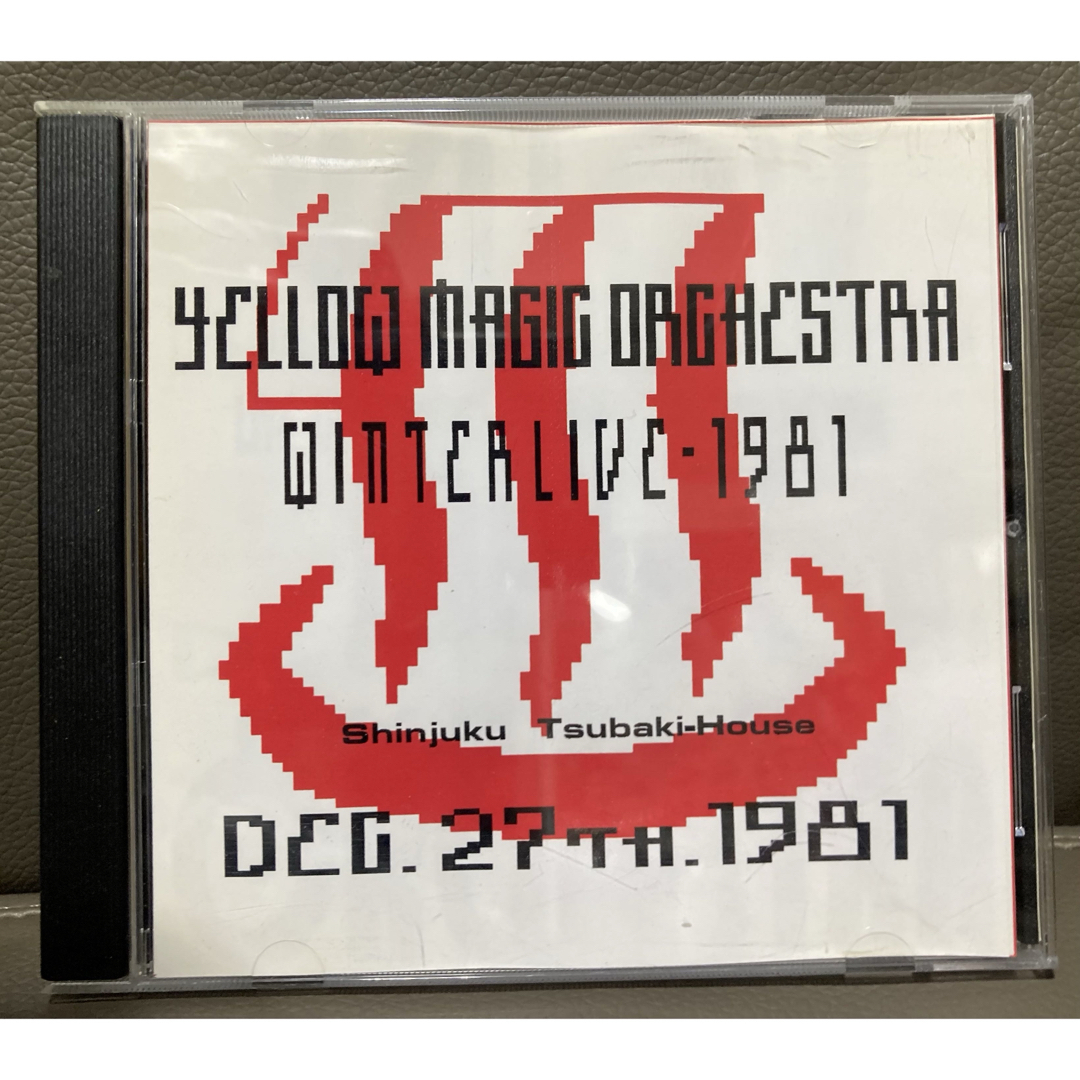 YELLOW MAGIC ORCHESTRA
WINTER LIVE-1981
Shinjuku Tsubaki-House
DEC. 27TH. 1981